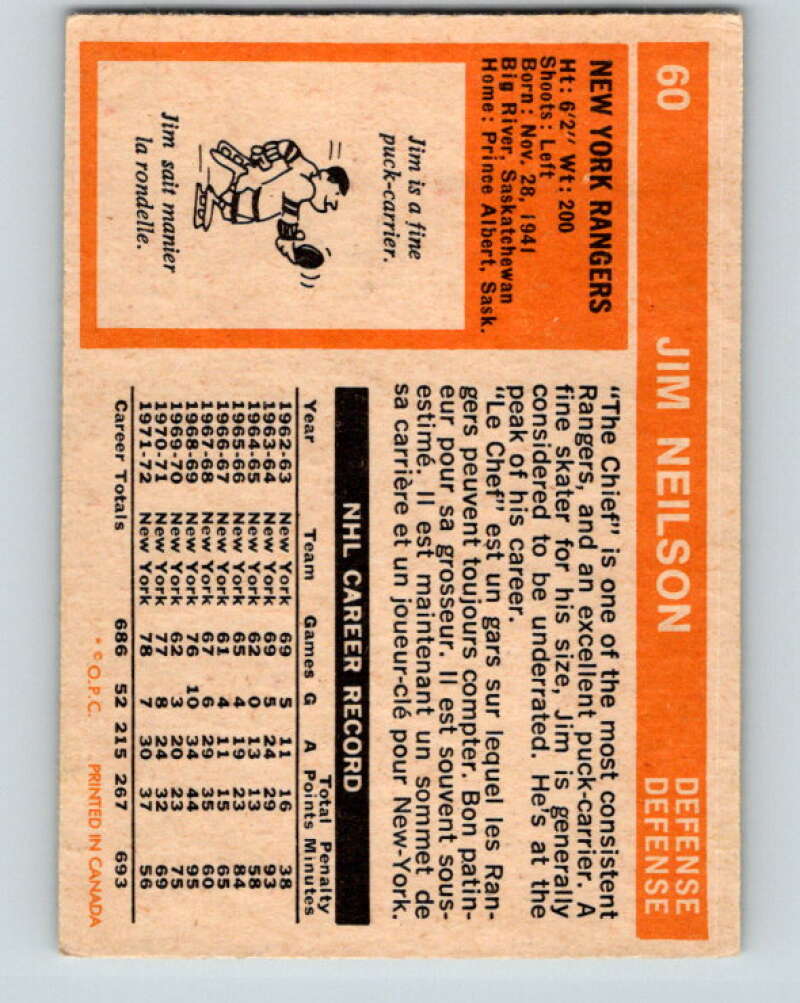 60 JIM NEILSON DEFENSE
DEFENSE
NEW YORK RANGERS
Ht: 6'2" Wt: 200
Shoots: Left
Born: Nov. 28, 1941
Big River, Saskatchewan
Home: Prince Albert, Sask.
Jim is a fine
puck-carrier.
Jim sait manier
la rondelle.
"The Chief" is one of the most consistent
Rangers, and an excellent puck-carrier. A
fine skater for his size, Jim is generally
considered to be underrated. He's at the
peak of his career.
"Le Chef" est un gars sur lequel les Ran-
gers peuvent toujours compter. Bon patin-
eur pour sa grosseur. Il est souvent sous-
estimé. Il est maintenant un sommet de
sa carrière et un joueur-clé pour New-York.
NHL CAREER RECORD
Total Penalty
Year Team Games G A Points Minutes
1962-63 New York 69 5 11 16 38
1963-64 New York 69 5 24 29 93
1964-65 New York 62 0 13 13 58
1965-66 New York 65 4 19 23 84
1966-67 New York 61 4 11 15 65
1967-68 New York 67 6 29 35 60
1968-69 New York 76 10 34 44 95
1969-70 New York 62 3 20 23 75
1970-71 New York 77 8 24 32 69
1971-72 New York 78 7 30 37 56
Career Totals 686 52 215 267 693
* © O.P.C. PRINTED IN CANADA